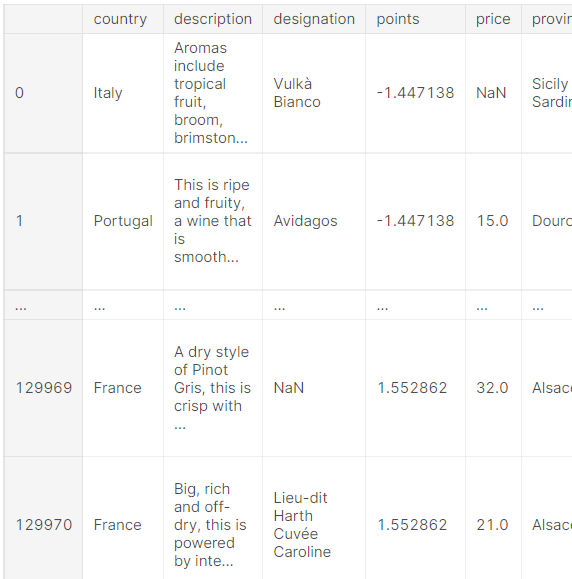 country description designation points price provin
0 Italy Aromas include tropical fruit, broom, brimston... Vulkà Bianco -1.447138 NaN Sicily Sardin
1 Portugal This is ripe and fruity, a wine that is smooth... Avidagos -1.447138 15.0 Douro
... ... ... ... ... ... ...
129969 France A dry style of Pinot Gris, this is crisp with ... NaN 1.552862 32.0 Alsace
129970 France Big, rich and off-dry, this is powered by inte... Lieu-dit Harth Cuvée Caroline 1.552862 21.0 Alsace